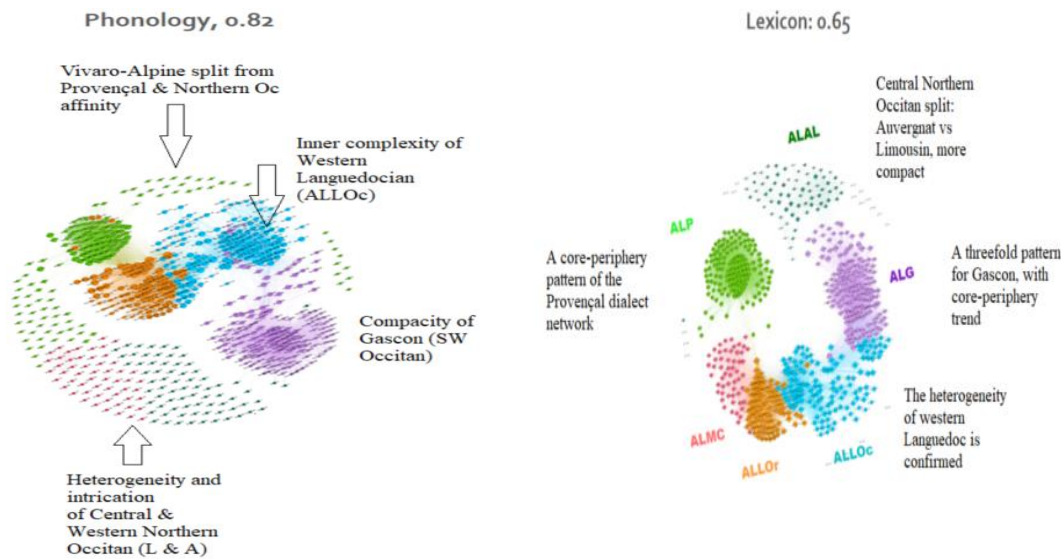 Phonology, 0.82
Vivaro-Alpine split from
Provençal & Northern Oc
affinity
Inner complexity of
Western
Languedocian
(ALLOc)
Compacity of
Gascon (SW
Occitan)
Heterogeneity and
intrication
of Central &
Western Northern
Occitan (L & A)
Lexicon: 0.65
Central Northern
Occitan split:
Auvergnat vs
Limousin, more
compact
ALAL
ALP
A core-periphery
pattern of the
Provençal dialect
network
ALG
A threefold pattern
for Gascon, with
core-periphery
trend
The heterogeneity
of western
Languedoc is
confirmed
ALMC
ALLOr
ALLOc